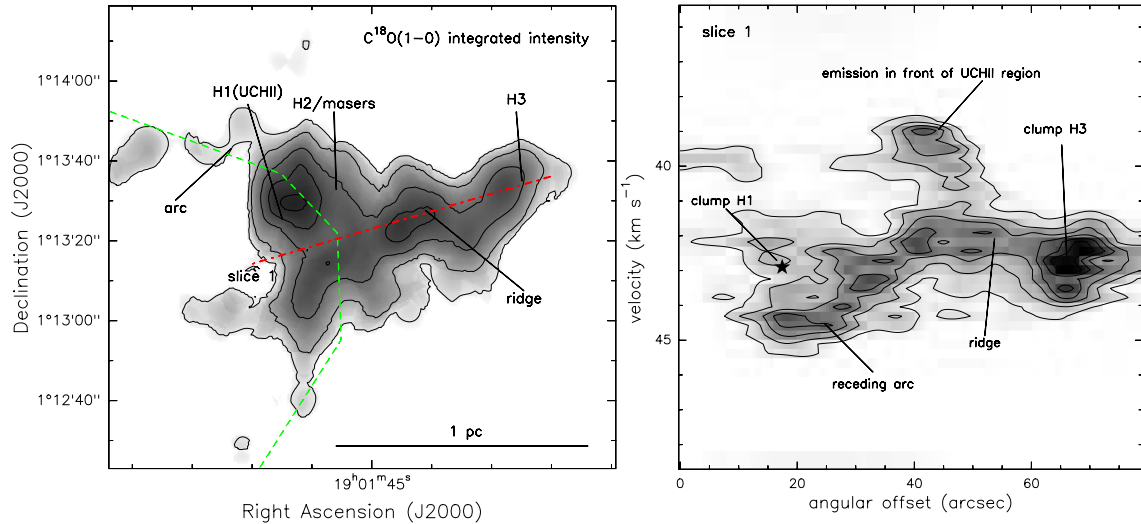 C¹⁸O(1−0) integrated intensity
H1(UCHII)
H2/masers
H3
arc
slice 1
ridge
1 pc
1°14'00''
1°13'40''
1°13'20''
1°13'00''
1°12'40''
Declination (J2000)
19ʰ01ᵐ45ˢ
Right Ascension (J2000)
slice 1
emission in front of UCHII region
clump H3
clump H1
ridge
receding arc
40
45
velocity (km s⁻¹)
0
20
40
60
angular offset (arcsec)